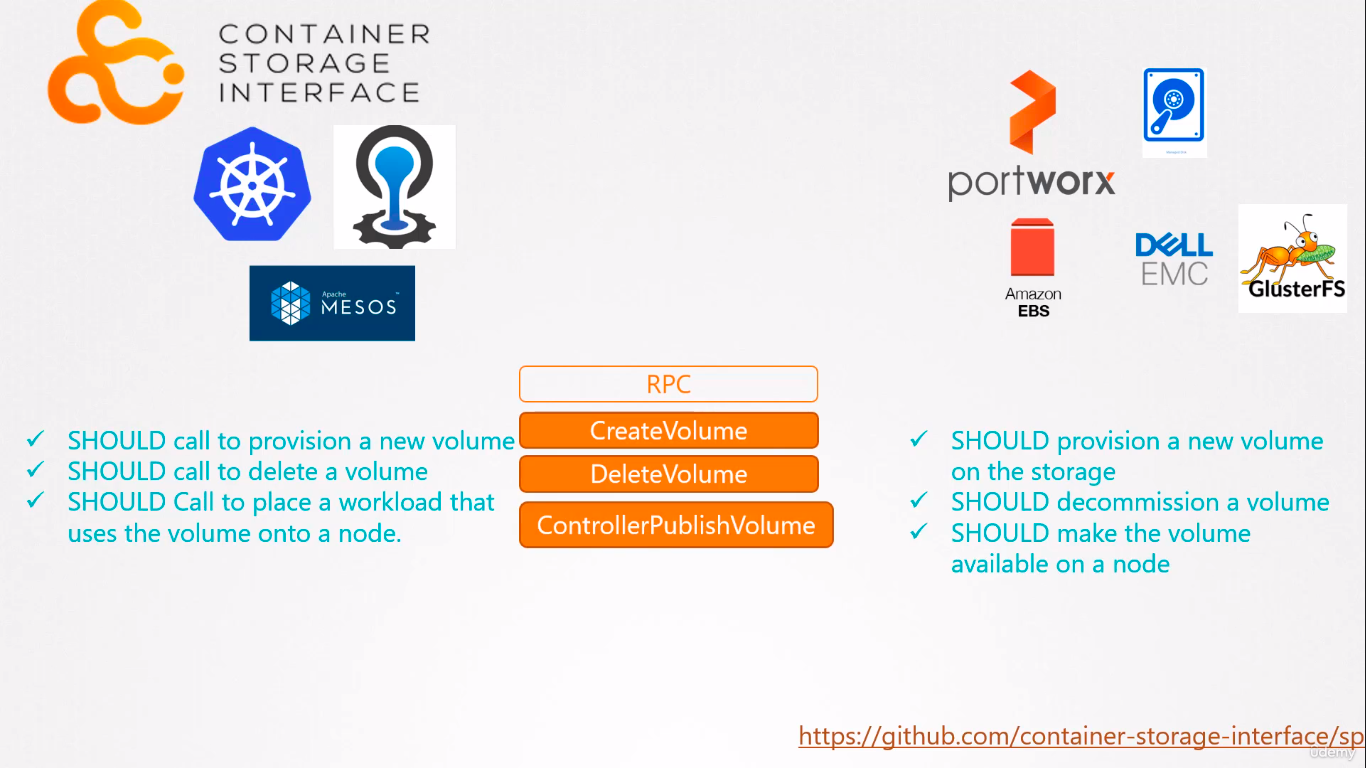 CONTAINER
STORAGE
INTERFACE
Apache
MESOS
portworx
Amazon
EBS
DELL
EMC
GlusterFS
RPC
CreateVolume
DeleteVolume
ControllerPublishVolume
✓ SHOULD call to provision a new volume
✓ SHOULD call to delete a volume
✓ SHOULD Call to place a workload that
uses the volume onto a node.
✓ SHOULD provision a new volume
on the storage
✓ SHOULD decommission a volume
✓ SHOULD make the volume
available on a node
https://github.com/container-storage-interface/sp
ûdemy